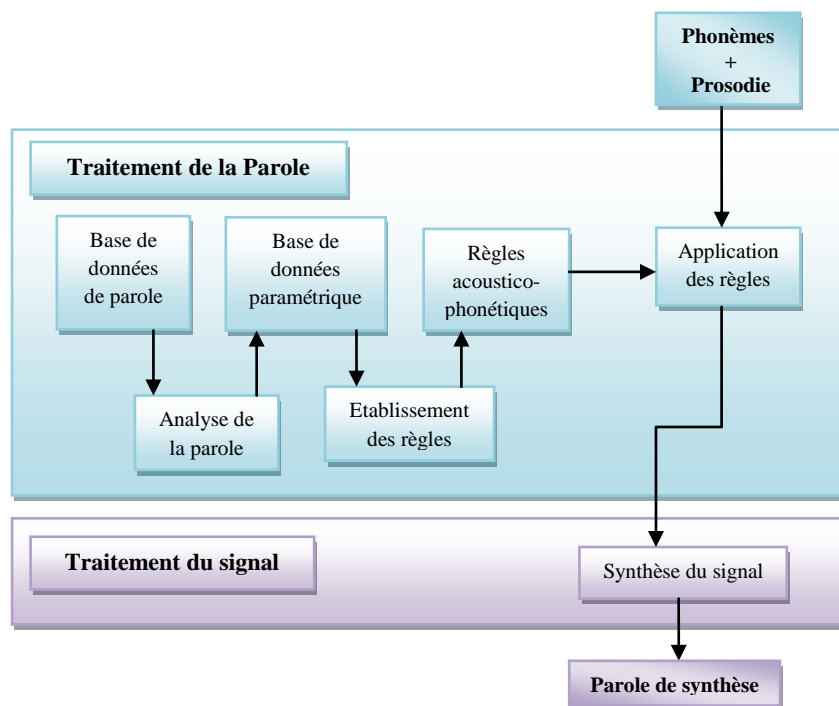 Phonèmes
+
Prosodie
Traitement de la Parole
Base de
données
de parole
Base de
données
paramétrique
Règles
acoustico-
phonétiques
Application
des règles
Analyse de
la parole
Etablissement
des règles
Traitement du signal
Synthèse du signal
Parole de synthèse